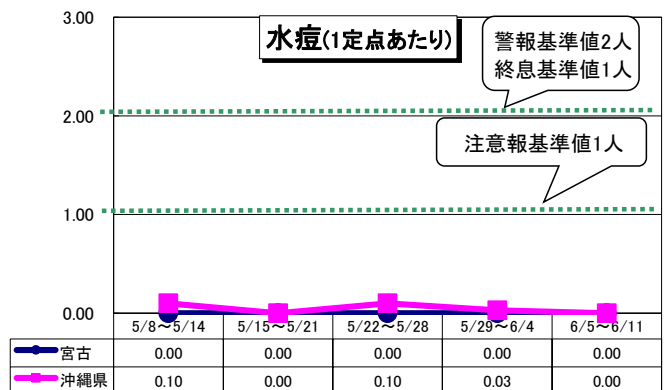 3.00
水痘(1定点あたり)
警報基準値2人
終息基準値1人
2.00
注意報基準値1人
1.00
0.00
5/8～5/14 5/15～5/21 5/22～5/28 5/29～6/4 6/5～6/11
宮古 0.00 0.00 0.00 0.00 0.00
沖縄県 0.10 0.00 0.10 0.03 0.00